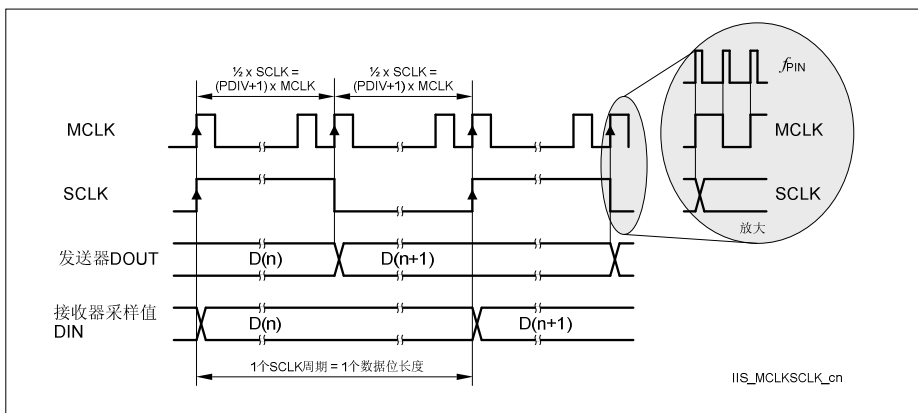 ½ x SCLK =
(PDIV+1) x MCLK
½ x SCLK =
(PDIV+1) x MCLK
fPIN
MCLK
MCLK
SCLK
SCLK
放大
发送器DOUT
D(n)
D(n+1)
接收器采样值
DIN
D(n)
D(n+1)
1个SCLK周期 = 1个数据位长度
IIS_MCLKSCLK_cn